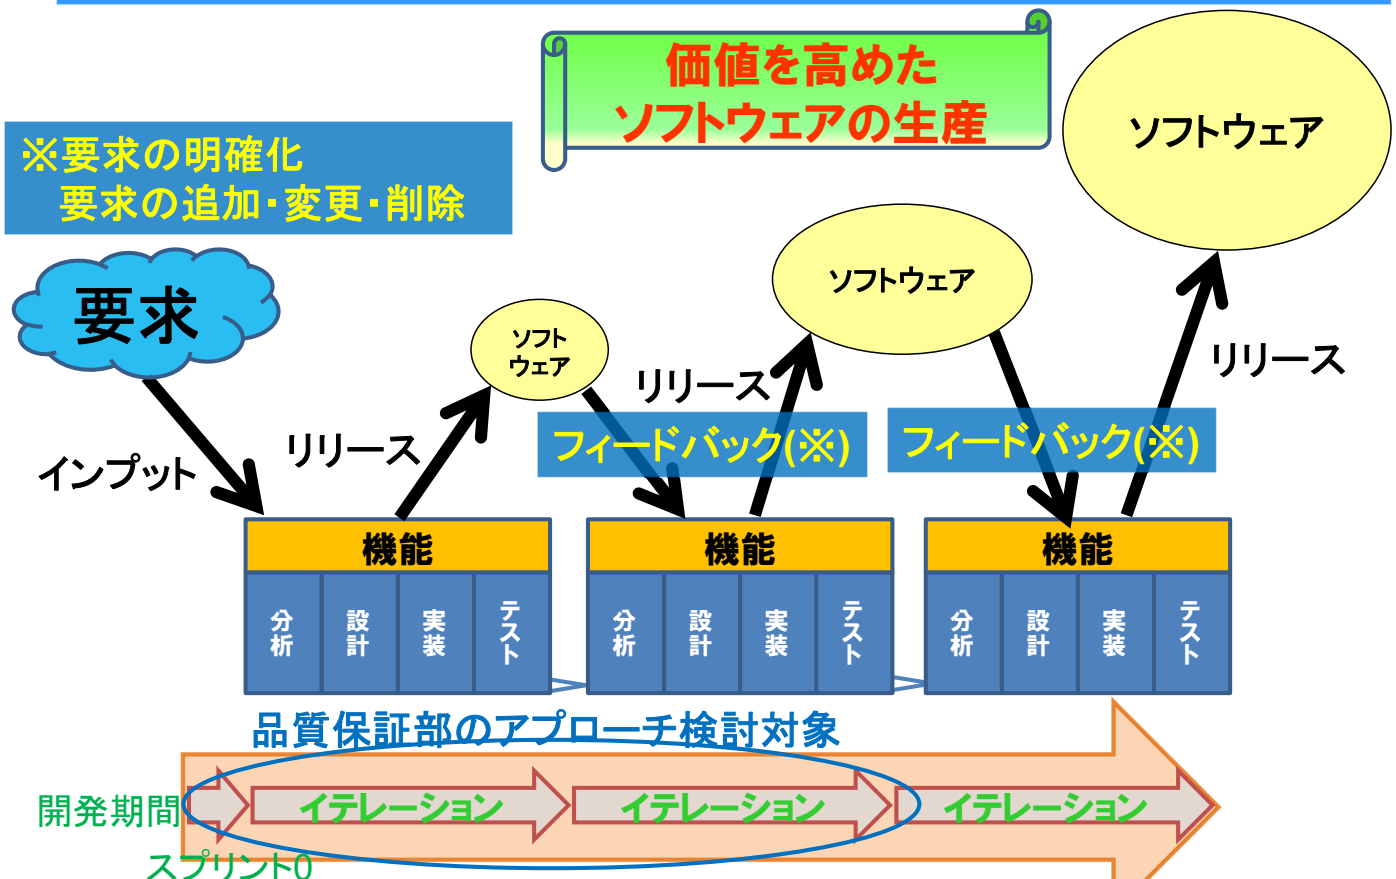 価値を高めた
ソフトウェアの生産
ソフトウェア
※要求の明確化
要求の追加・変更・削除
ソフトウェア
要求
ソフト
ウェア
リリース
リリース
リリース
インプット
フィードバック(※)
フィードバック(※)
機能
機能
機能
分析
設計
実装
テスト
分析
設計
実装
テスト
分析
設計
実装
テスト
品質保証部のアプローチ検討対象
開発期間
イテレーション
イテレーション
イテレーション
スプリント0